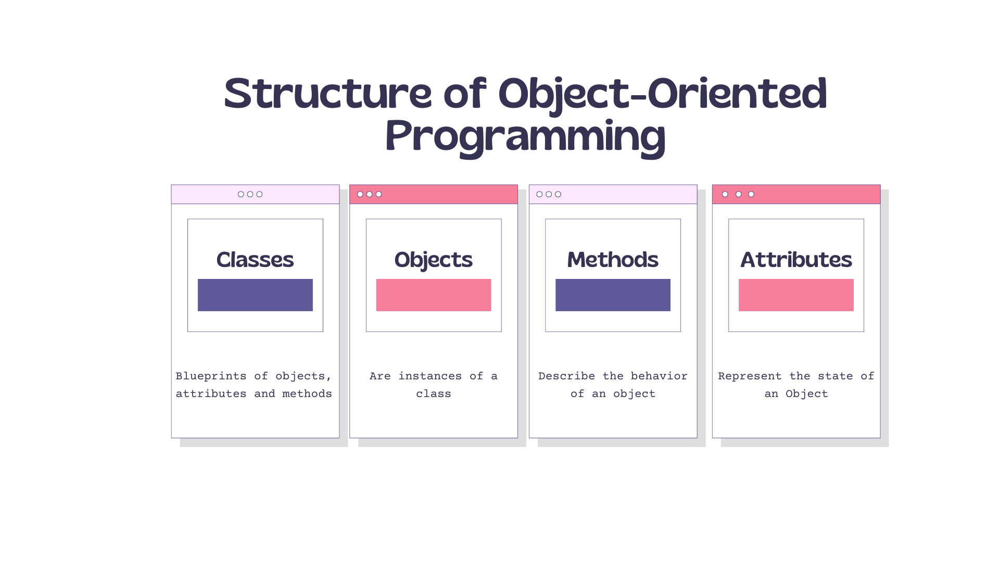 Structure of Object-Oriented
Programming
Classes
Objects
Methods
Attributes
Blueprints of objects,
attributes and methods
Are instances of a
class
Describe the behavior
of an object
Represent the state of
an Object